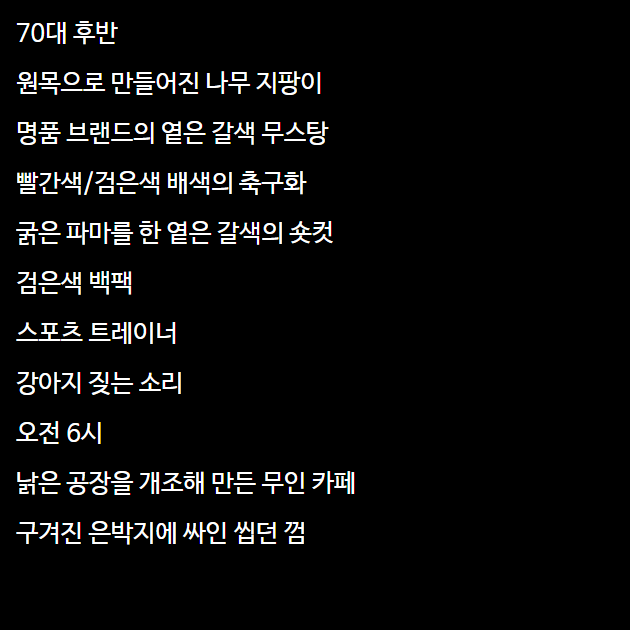 70대 후반
원목으로 만들어진 나무 지팡이
명품 브랜드의 옅은 갈색 무스탕
빨간색/검은색 배색의 축구화
굵은 파마를 한 옅은 갈색의 숏컷
검은색 백팩
스포츠 트레이너
강아지 짖는 소리
오전 6시
낡은 공장을 개조해 만든 무인 카페
구겨진 은박지에 싸인 씹던 껌